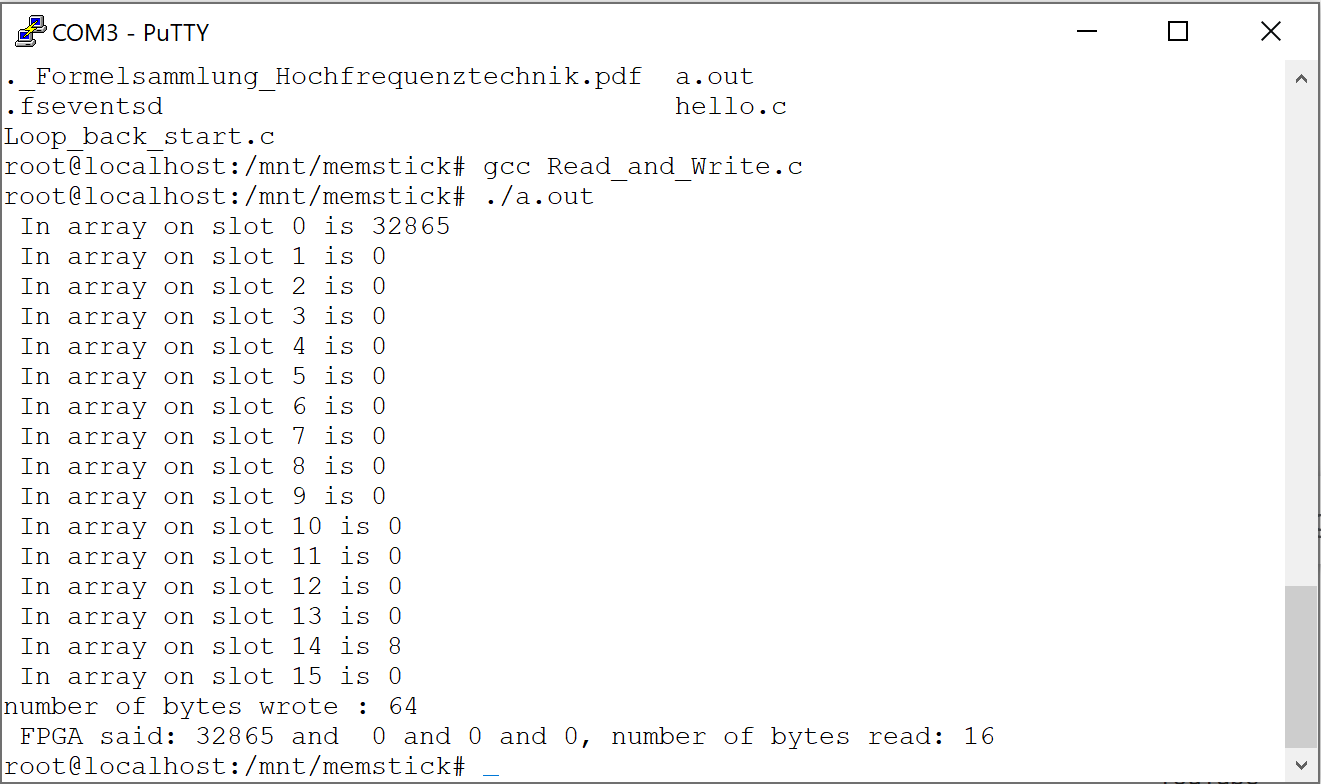 COM3 - PuTTY
._Formelsammlung_Hochfrequenztechnik.pdf  a.out
.fseventsd                                hello.c
Loop_back_start.c
root@localhost:/mnt/memstick# gcc Read_and_Write.c
root@localhost:/mnt/memstick# ./a.out
 In array on slot 0 is 32865
 In array on slot 1 is 0
 In array on slot 2 is 0
 In array on slot 3 is 0
 In array on slot 4 is 0
 In array on slot 5 is 0
 In array on slot 6 is 0
 In array on slot 7 is 0
 In array on slot 8 is 0
 In array on slot 9 is 0
 In array on slot 10 is 0
 In array on slot 11 is 0
 In array on slot 12 is 0
 In array on slot 13 is 0
 In array on slot 14 is 8
 In array on slot 15 is 0
number of bytes wrote : 64
 FPGA said: 32865 and  0 and 0 and 0, number of bytes read: 16
root@localhost:/mnt/memstick# _